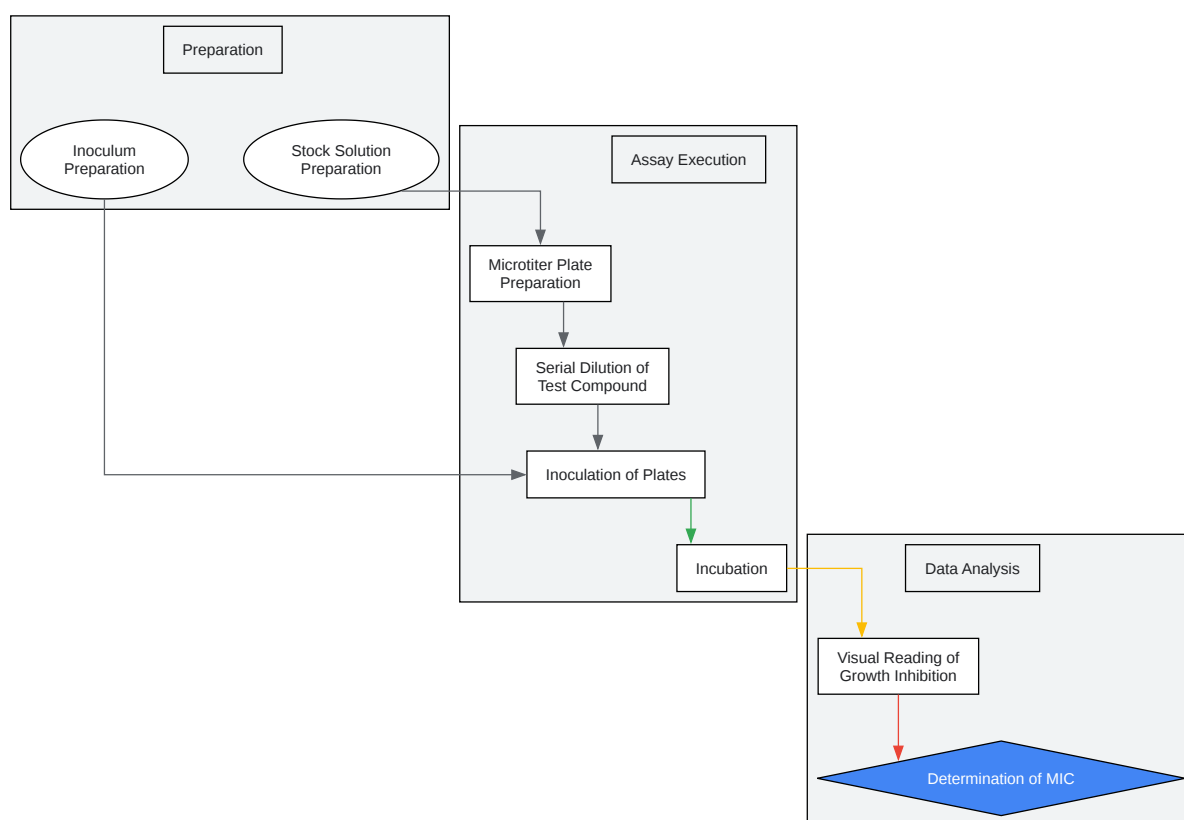 Preparation
Inoculum
Preparation
Stock Solution
Preparation
Assay Execution
Microtiter Plate
Preparation
Serial Dilution of
Test Compound
Inoculation of Plates
Incubation
Data Analysis
Visual Reading of
Growth Inhibition
Determination of MIC